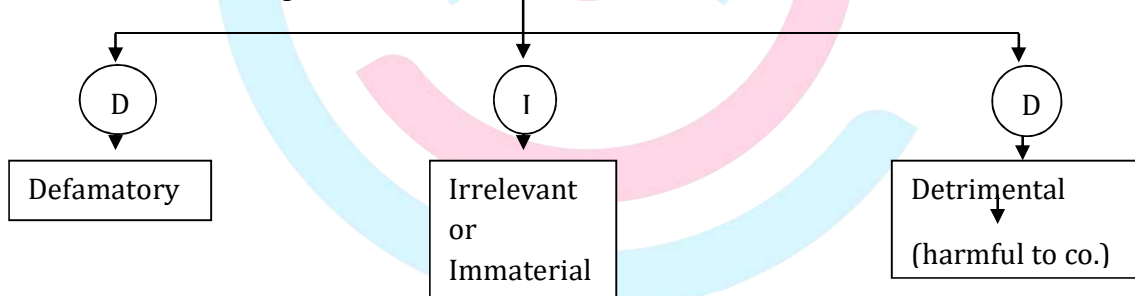 D
I
D
Defamatory
Irrelevant
or
Immaterial
Detrimental
(harmful to co.)